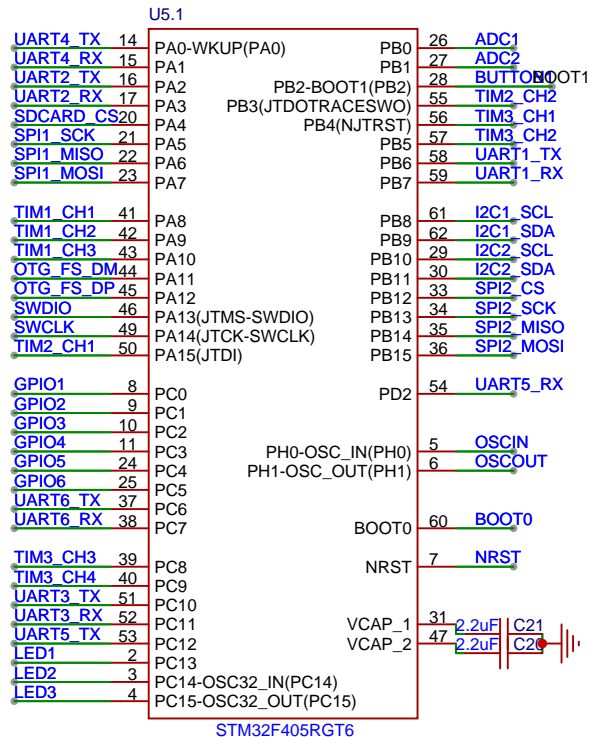 U5.1
UART4_TX 14 PA0-WKUP(PA0) PB0 26 ADC1
UART4_RX 15 PA1 PB1 27 ADC2
UART2_TX 16 PA2 PB2-BOOT1(PB2) 28 BUTTON1 BOOT1
UART2_RX 17 PA3 PB3(JTDOTRACESWO) 55 TIM2_CH2
SDCARD_CS 20 PA4 PB4(NJTRST) 56 TIM3_CH1
SPI1_SCK 21 PA5 PB5 57 TIM3_CH2
SPI1_MISO 22 PA6 PB6 58 UART1_TX
SPI1_MOSI 23 PA7 PB7 59 UART1_RX
TIM1_CH1 41 PA8 PB8 61 I2C1_SCL
TIM1_CH2 42 PA9 PB9 62 I2C1_SDA
TIM1_CH3 43 PA10 PB10 29 I2C2_SCL
OTG_FS_DM 44 PA11 PB11 30 I2C2_SDA
OTG_FS_DP 45 PA12 PB12 33 SPI2_CS
SWDIO 46 PA13(JTMS-SWDIO) PB13 34 SPI2_SCK
SWCLK 49 PA14(JTCK-SWCLK) PB14 35 SPI2_MISO
TIM2_CH1 50 PA15(JTDI) PB15 36 SPI2_MOSI
GPIO1 8 PC0 PD2 54 UART5_RX
GPIO2 9 PC1
GPIO3 10 PC2
GPIO4 11 PC3 PH0-OSC_IN(PH0) 5 OSCIN
GPIO5 24 PC4 PH1-OSC_OUT(PH1) 6 OSCOUT
GPIO6 25 PC5
UART6_TX 37 PC6
UART6_RX 38 PC7 BOOT0 60 BOOT0
TIM3_CH3 39 PC8 NRST 7 NRST
TIM3_CH4 40 PC9
UART3_TX 51 PC10
UART3_RX 52 PC11 VCAP_1 31 2.2uF C21
UART5_TX 53 PC12 VCAP_2 47 2.2uF C20
LED1 2 PC13
LED2 3 PC14-OSC32_IN(PC14)
LED3 4 PC15-OSC32_OUT(PC15)
STM32F405RGT6